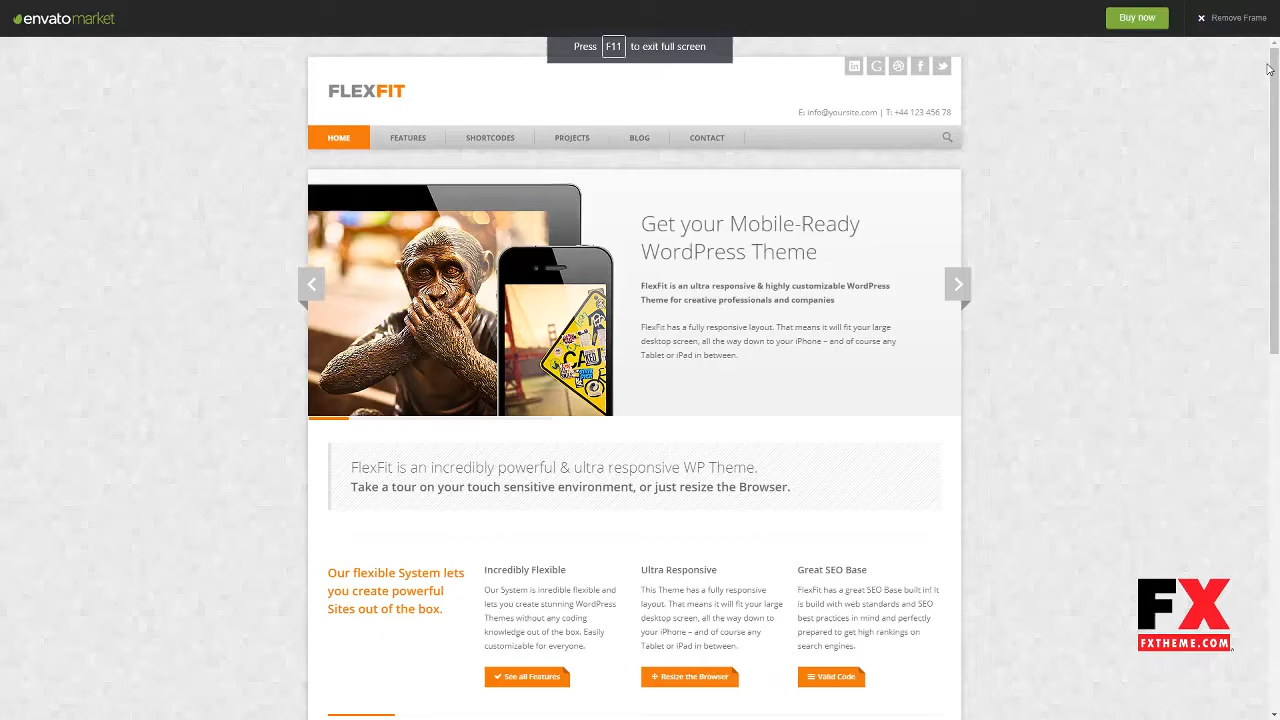 envatomarket
Buy now
Remove Frame
Press F11 to exit full screen
FLEXFIT
E: info@yoursite.com | T: +44 123 456 78
HOME
FEATURES
SHORTCODES
PROJECTS
BLOG
CONTACT
Get your Mobile-Ready
WordPress Theme
FlexFit is an ultra responsive & highly customizable WordPress
Theme for creative professionals and companies
FlexFit has a fully responsive layout. That means it will fit your large
desktop screen, all the way down to your iPhone – and of course any
Tablet or iPad in between.
FlexFit is an incredibly powerful & ultra responsive WP Theme.
Take a tour on your touch sensitive environment, or just resize the Browser.
Our flexible System lets
you create powerful
Sites out of the box.
Incredibly Flexible
Our System is inredible flexible and
lets you create stunning WordPress
Themes without any coding
knowledge out of the box. Easily
customizable for everyone.
See all Features
Ultra Responsive
This Theme has a fully responsive
layout. That means it will fit your large
desktop screen, all the way down to
your iPhone – and of course any
Tablet or iPad in between.
Resize the Browser
Great SEO Base
FlexFit has a great SEO Base built in! It
is build with web standards and SEO
best practices in mind and perfectly
prepared to get high rankings on
search engines.
Valid Code
FX
FXTHEME.COM